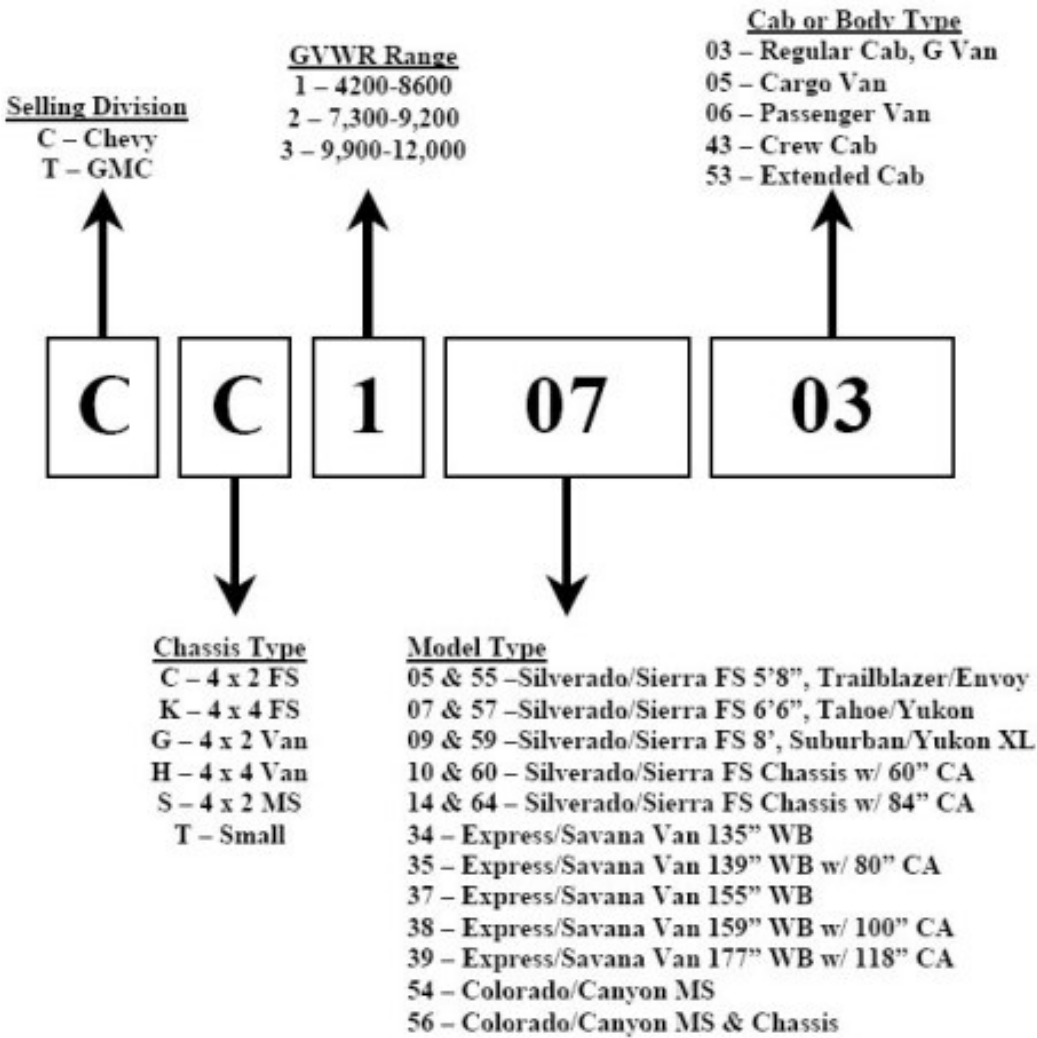 Selling Division
C – Chevy
T – GMC
GVWR Range
1 – 4200-8600
2 – 7,300-9,200
3 – 9,900-12,000
Cab or Body Type
03 – Regular Cab, G Van
05 – Cargo Van
06 – Passenger Van
43 – Crew Cab
53 – Extended Cab
C C 1 07 03
Chassis Type
C – 4 x 2 FS
K – 4 x 4 FS
G – 4 x 2 Van
H – 4 x 4 Van
S – 4 x 2 MS
T – Small
Model Type
05 & 55 –Silverado/Sierra FS 5’8”, Trailblazer/Envoy
07 & 57 –Silverado/Sierra FS 6’6”, Tahoe/Yukon
09 & 59 –Silverado/Sierra FS 8’, Suburban/Yukon XL
10 & 60 – Silverado/Sierra FS Chassis w/ 60” CA
14 & 64 – Silverado/Sierra FS Chassis w/ 84” CA
34 – Express/Savana Van 135” WB
35 – Express/Savana Van 139” WB w/ 80” CA
37 – Express/Savana Van 155” WB
38 – Express/Savana Van 159” WB w/ 100” CA
39 – Express/Savana Van 177” WB w/ 118” CA
54 – Colorado/Canyon MS
56 – Colorado/Canyon MS & Chassis